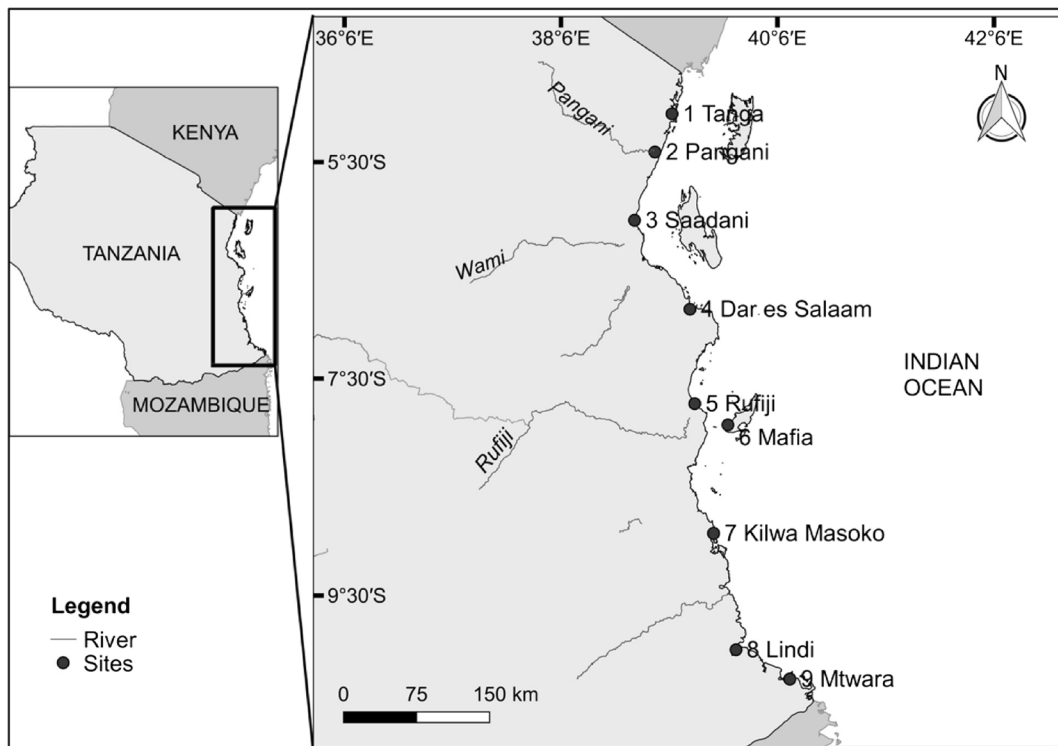 36°6′E 38°6′E 40°6′E 42°6′E
N
KENYA
TANZANIA
MOZAMBIQUE
Pangani
1 Tanga
2 Pangani
5°30′S
3 Saadani
Wami
4 Dar es Salaam
INDIAN
OCEAN
7°30′S
5 Rufiji
6 Mafia
Rufiji
7 Kilwa Masoko
9°30′S
8 Lindi
9 Mtwara
Legend
River
Sites
0 75 150 km